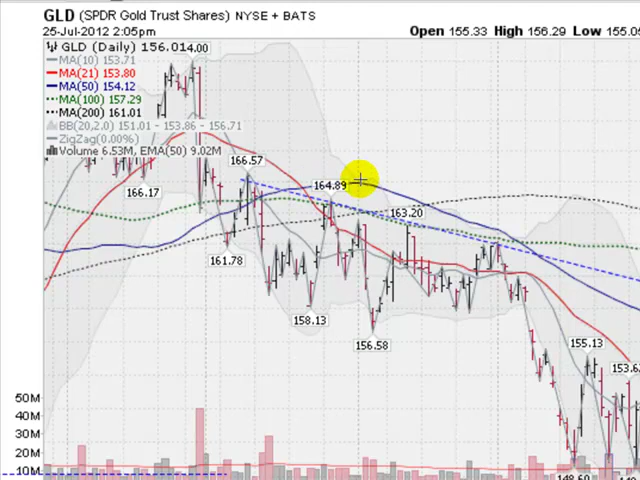 GLD (SPDR Gold Trust Shares) NYSE + BATS
25-Jul-2012 2:05pm
Open 155.33 High 156.29 Low 155.05
GLD (Daily) 156.01
4.00
MA(10) 153.71
MA(21) 153.80
MA(50) 154.12
MA(100) 157.29
MA(200) 161.01
BB(20,2.0) 151.01 - 153.86 - 156.71
ZigZag(0.00%)
Volume 6.53M, EMA(50) 9.02M
166.57
166.17
164.89
163.20
161.78
158.13
156.58
155.13
153.6
50M
40M
30M
20M
10M
148.60